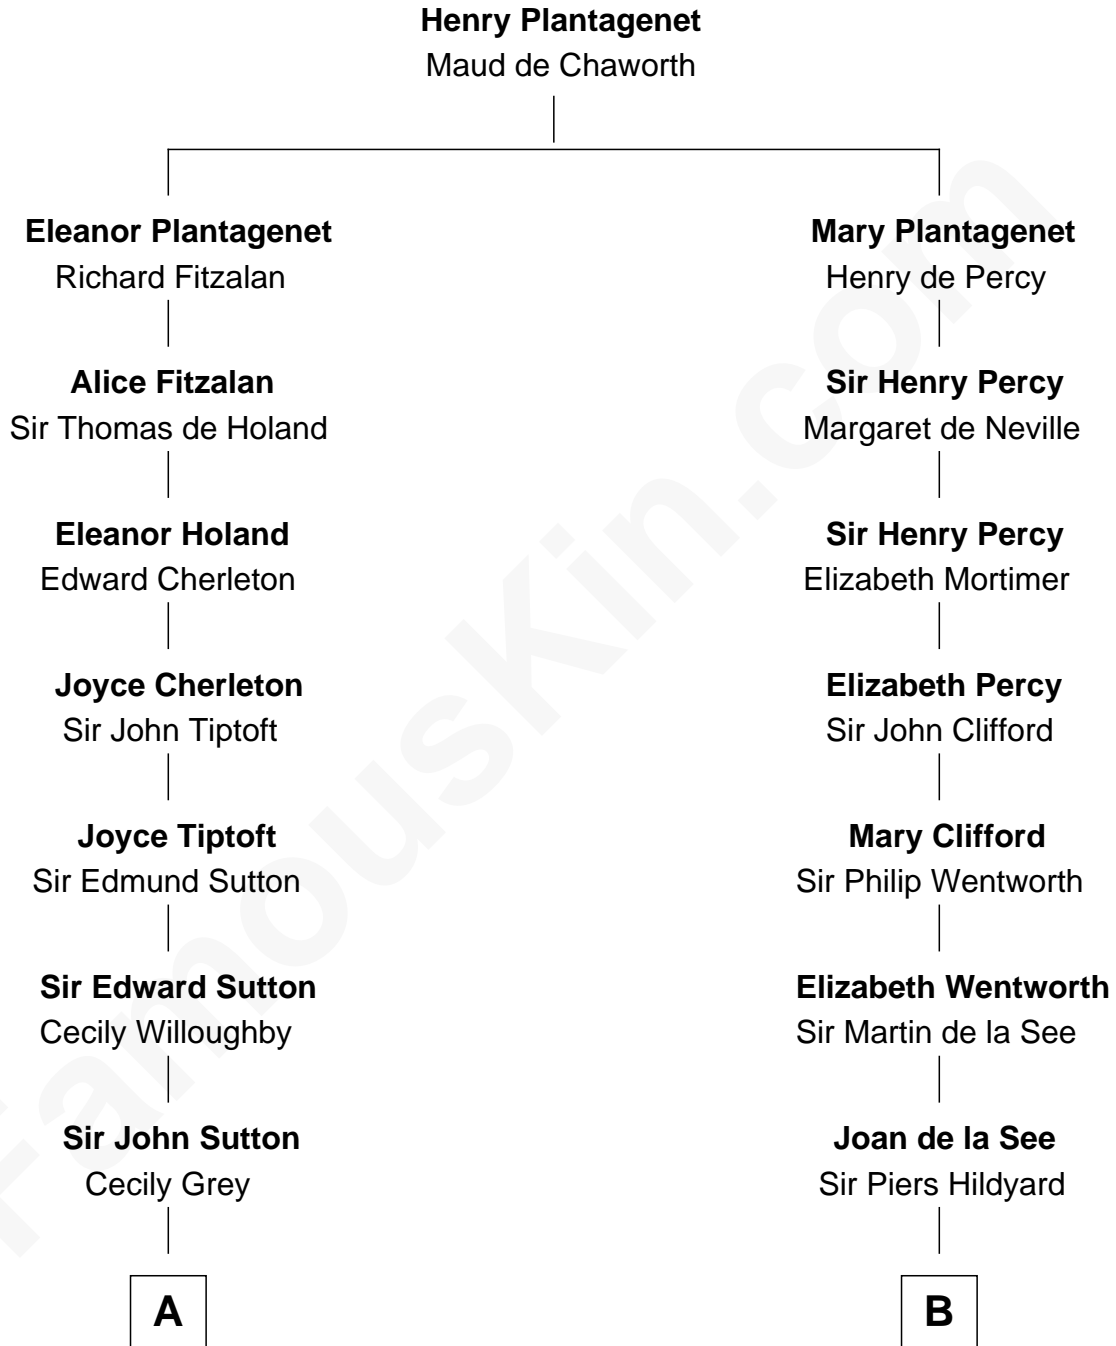 Henry Plantagenet
Maud de Chaworth
Eleanor Plantagenet
Richard Fitzalan
Mary Plantagenet
Henry de Percy
Alice Fitzalan
Sir Thomas de Holand
Sir Henry Percy
Margaret de Neville
Eleanor Holand
Edward Cherleton
Sir Henry Percy
Elizabeth Mortimer
Joyce Cherleton
Sir John Tiptoft
Elizabeth Percy
Sir John Clifford
Joyce Tiptoft
Sir Edmund Sutton
Mary Clifford
Sir Philip Wentworth
Sir Edward Sutton
Cecily Willoughby
Elizabeth Wentworth
Sir Martin de la See
Sir John Sutton
Cecily Grey
Joan de la See
Sir Piers Hildyard
A
B
FamousKin.com